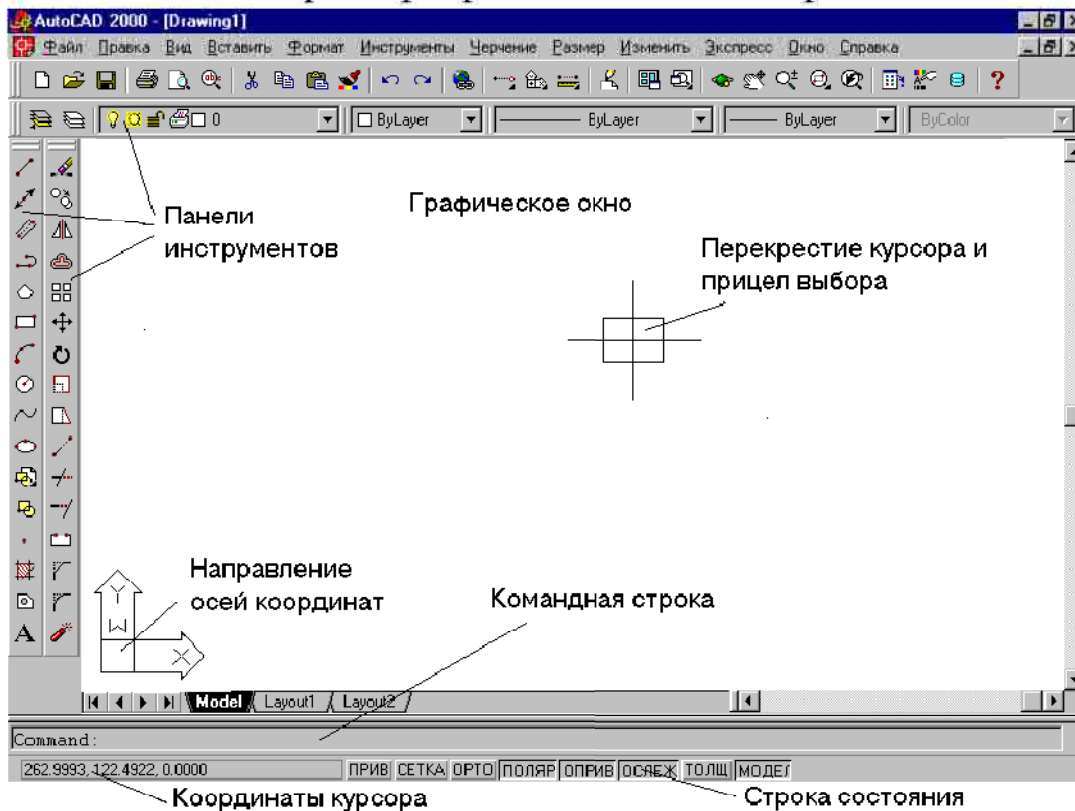 AutoCAD 2000 - [Drawing1]
Файл Правка Вид Вставить Формат Инструменты Черчение Размер Изменить Экспресс Окно Справка
0 ByLayer ByLayer ByLayer ByColor
Графическое окно
Панели
инструментов
Перекрестие курсора и
прицел выбора
Направление
осей координат
Y
W
X
Командная строка
Model Layout1 Layout2
Command:
262.9993,-122.4922, 0.0000 ПРИВ СЕТКА ОРТО ПОЛЯР ОПРИВ ОСЛЕЖ ТОЛЩ МОДЕЛ
Координаты курсора Строка состояния